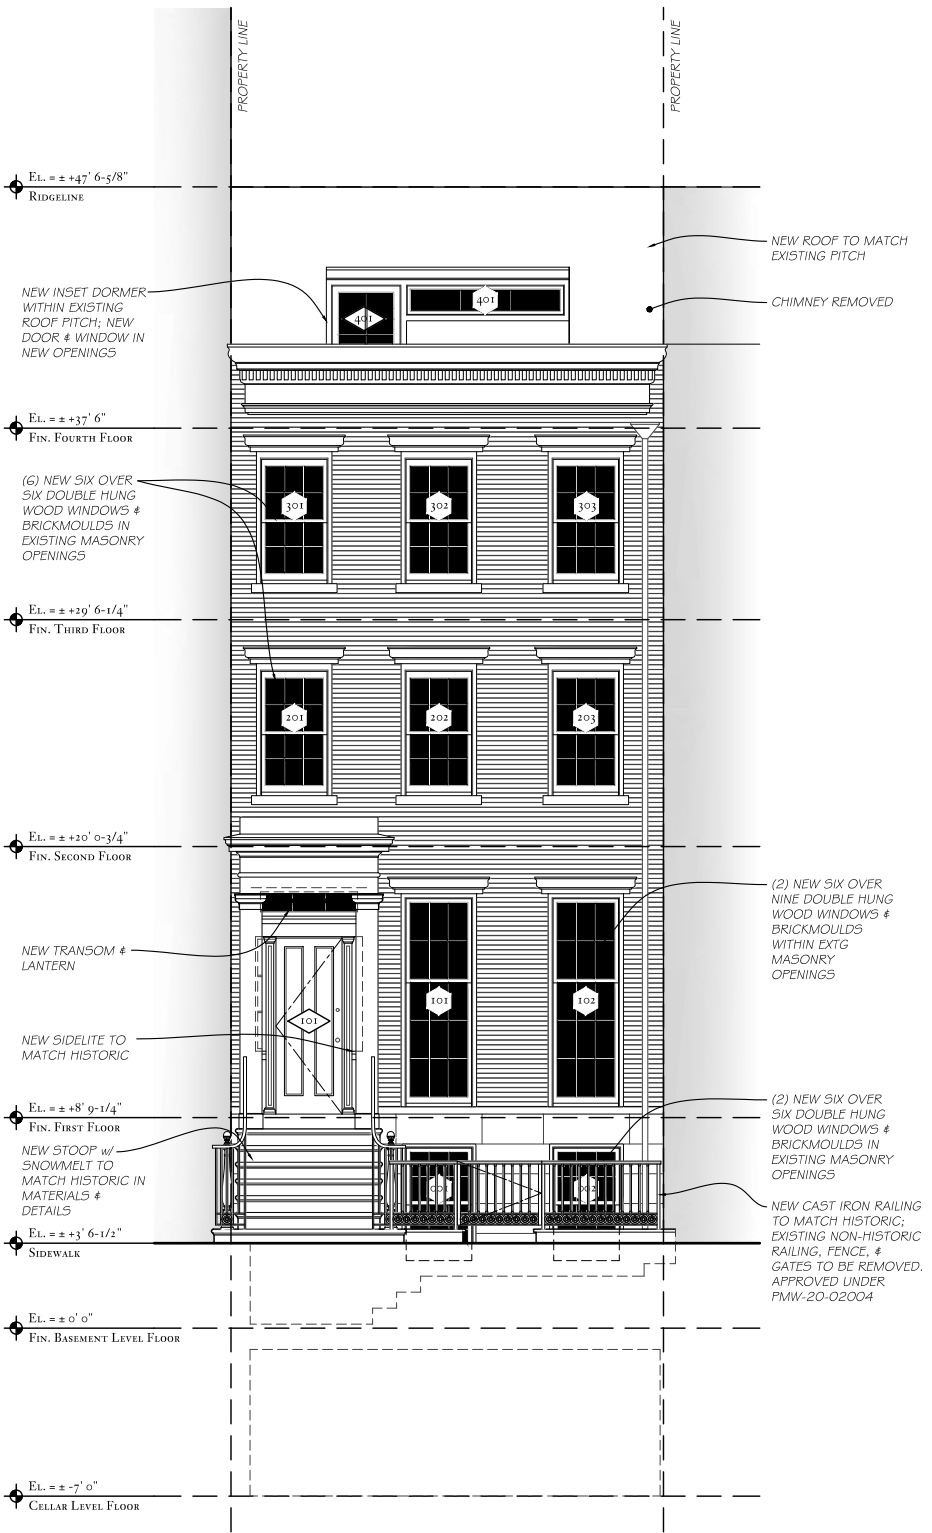 PROPERTY LINE
PROPERTY LINE
El. = ± +47' 6-5/8"
Ridgeline
NEW ROOF TO MATCH
EXISTING PITCH
CHIMNEY REMOVED
NEW INSET DORMER
WITHIN EXISTING
ROOF PITCH; NEW
DOOR & WINDOW IN
NEW OPENINGS
401
401
El. = ± +37' 6"
Fin. Fourth Floor
(6) NEW SIX OVER
SIX DOUBLE HUNG
WOOD WINDOWS &
BRICKMOULDS IN
EXISTING MASONRY
OPENINGS
301
302
303
El. = ± +29' 6-1/4"
Fin. Third Floor
201
202
203
El. = ± +20' 0-3/4"
Fin. Second Floor
(2) NEW SIX OVER
NINE DOUBLE HUNG
WOOD WINDOWS &
BRICKMOULDS
WITHIN EXTG
MASONRY
OPENINGS
NEW TRANSOM &
LANTERN
101
101
102
NEW SIDELITE TO
MATCH HISTORIC
El. = ± +8' 9-1/4"
Fin. First Floor
(2) NEW SIX OVER
SIX DOUBLE HUNG
WOOD WINDOWS &
BRICKMOULDS IN
EXISTING MASONRY
OPENINGS
NEW STOOP w/
SNOWMELT TO
MATCH HISTORIC IN
MATERIALS &
DETAILS
001
002
NEW CAST IRON RAILING
TO MATCH HISTORIC;
EXISTING NON-HISTORIC
RAILING, FENCE, &
GATES TO BE REMOVED.
APPROVED UNDER
PMW-20-02004
El. = ± +3' 6-1/2"
Sidewalk
El. = ± 0' 0"
Fin. Basement Level Floor
El. = ± -7' 0"
Cellar Level Floor